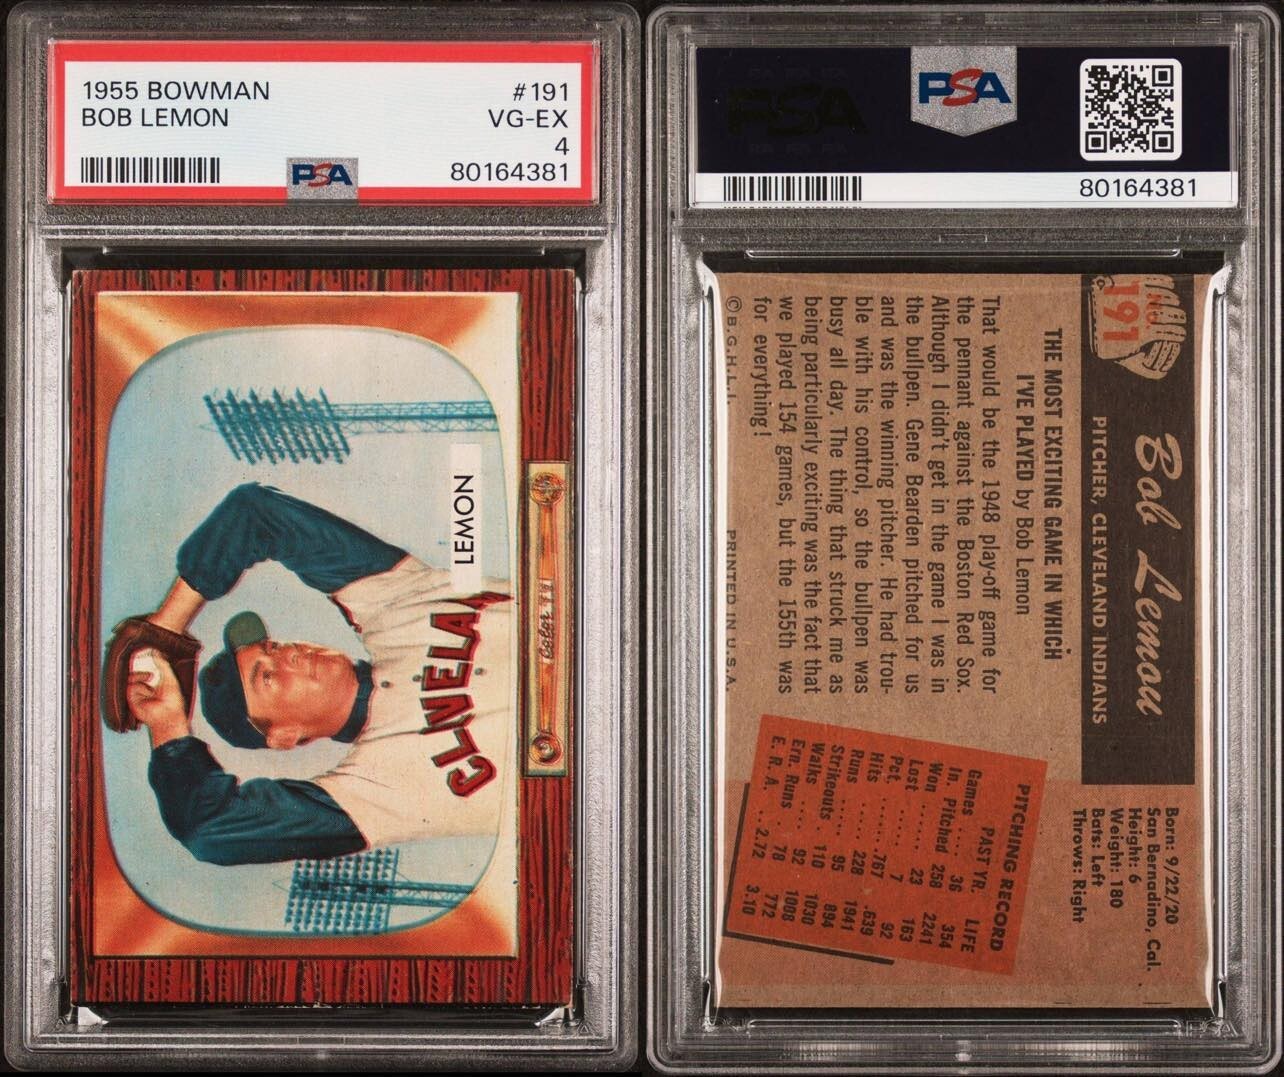 1955 BOWMAN #191
BOB LEMON VG-EX
4
PSA 80164381
LEMON
CLEVELA
Color T.V.
PSA
PSA
80164381
NO.
191
Bob Lemon
PITCHER, CLEVELAND INDIANS
Born: 9/22/20
San Bernadino, Cal.
Height: 6
Weight: 180
Bats: Left
Throws: Right
THE MOST EXCITING GAME IN WHICH
I'VE PLAYED by Bob Lemon
That would be the 1948 play-off game for
the pennant against the Boston Red Sox.
Although I didn't get in the game I was in
the bullpen. Gene Bearden pitched for us
and was the winning pitcher. He had trou-
ble with his control, so the bullpen was
busy all day. The thing that struck me as
being particularly exciting was the fact that
we played 154 games, but the 155th was
for everything!
PITCHING RECORD
PAST YR. LIFE
Games .... 36 354
In. Pitched 258 2241
Won ...... 23 163
Lost ...... 7 92
Pct. ..... .767 .639
Hits ..... 228 1941
Runs ..... 95 894
Strikeouts . 110 1030
Walks .... 92 1008
Ern. Runs . 78 772
E. R. A. .. 2.72 3.10
© B.G.H.L.I. PRINTED IN U.S.A.